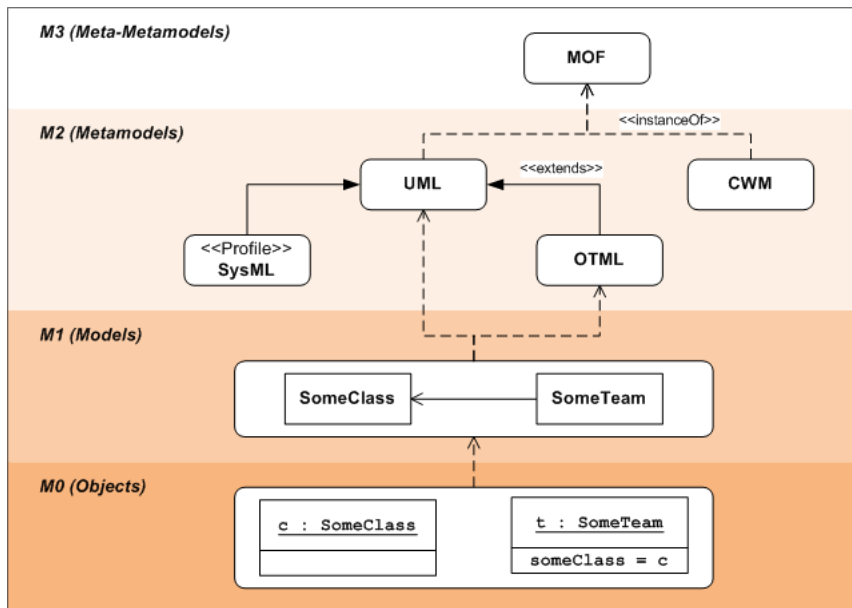 M3 (Meta-Metamodels)
MOF
<<instanceOf>>
M2 (Metamodels)
UML
<<extends>>
CWM
<<Profile>>
SysML
OTML
M1 (Models)
SomeClass
SomeTeam
M0 (Objects)
c : SomeClass
t : SomeTeam
someClass = c